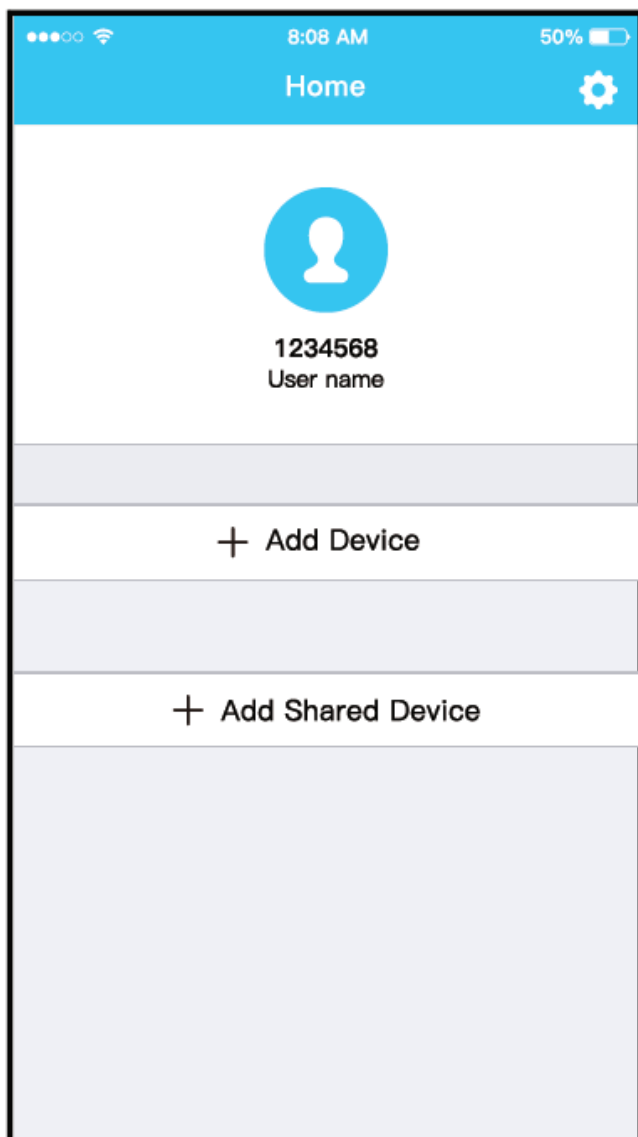 8:08 AM
50%
Home
1234568
User name
+ Add Device
+ Add Shared Device